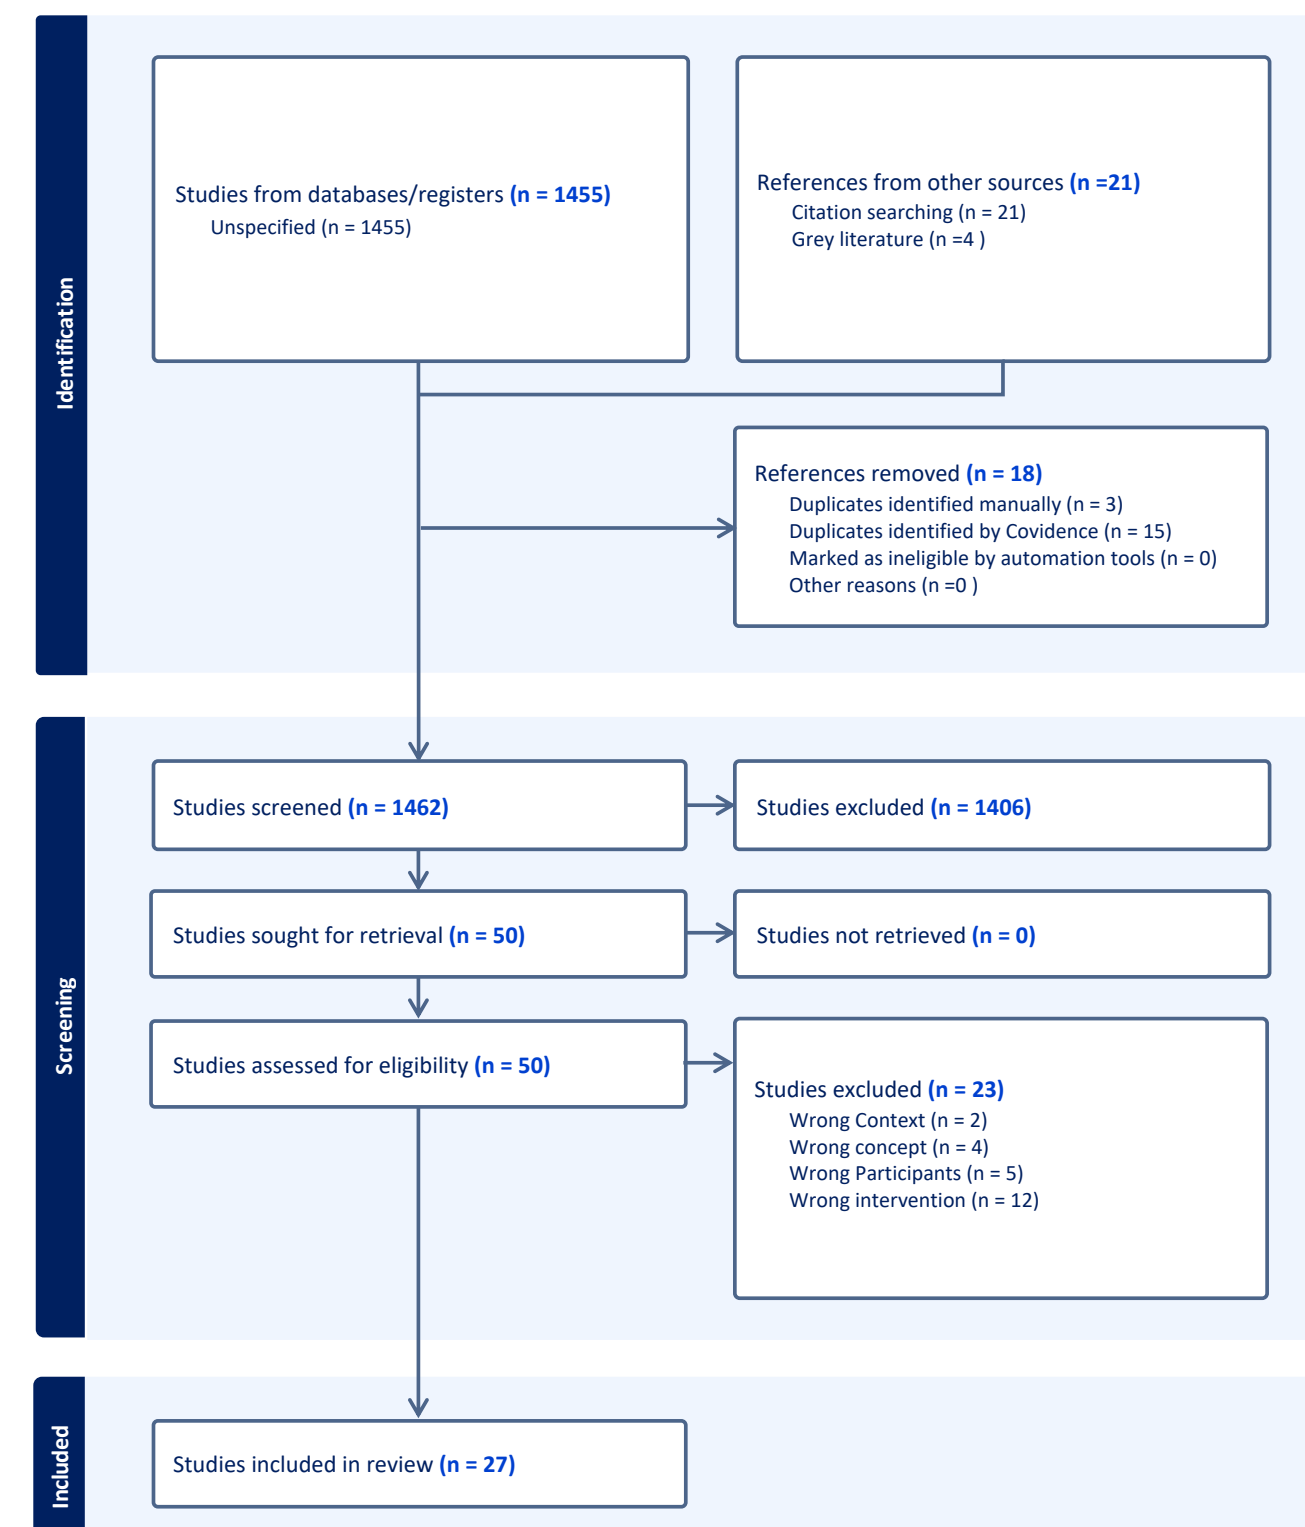 Identification
Studies from databases/registers (n = 1455)
Unspecified (n = 1455)
References from other sources (n =21)
Citation searching (n = 21)
Grey literature (n =4 )
References removed (n = 18)
Duplicates identified manually (n = 3)
Duplicates identified by Covidence (n = 15)
Marked as ineligible by automation tools (n = 0)
Other reasons (n =0 )
Screening
Studies screened (n = 1462)
Studies excluded (n = 1406)
Studies sought for retrieval (n = 50)
Studies not retrieved (n = 0)
Studies assessed for eligibility (n = 50)
Studies excluded (n = 23)
Wrong Context (n = 2)
Wrong concept (n = 4)
Wrong Participants (n = 5)
Wrong intervention (n = 12)
Included
Studies included in review (n = 27)